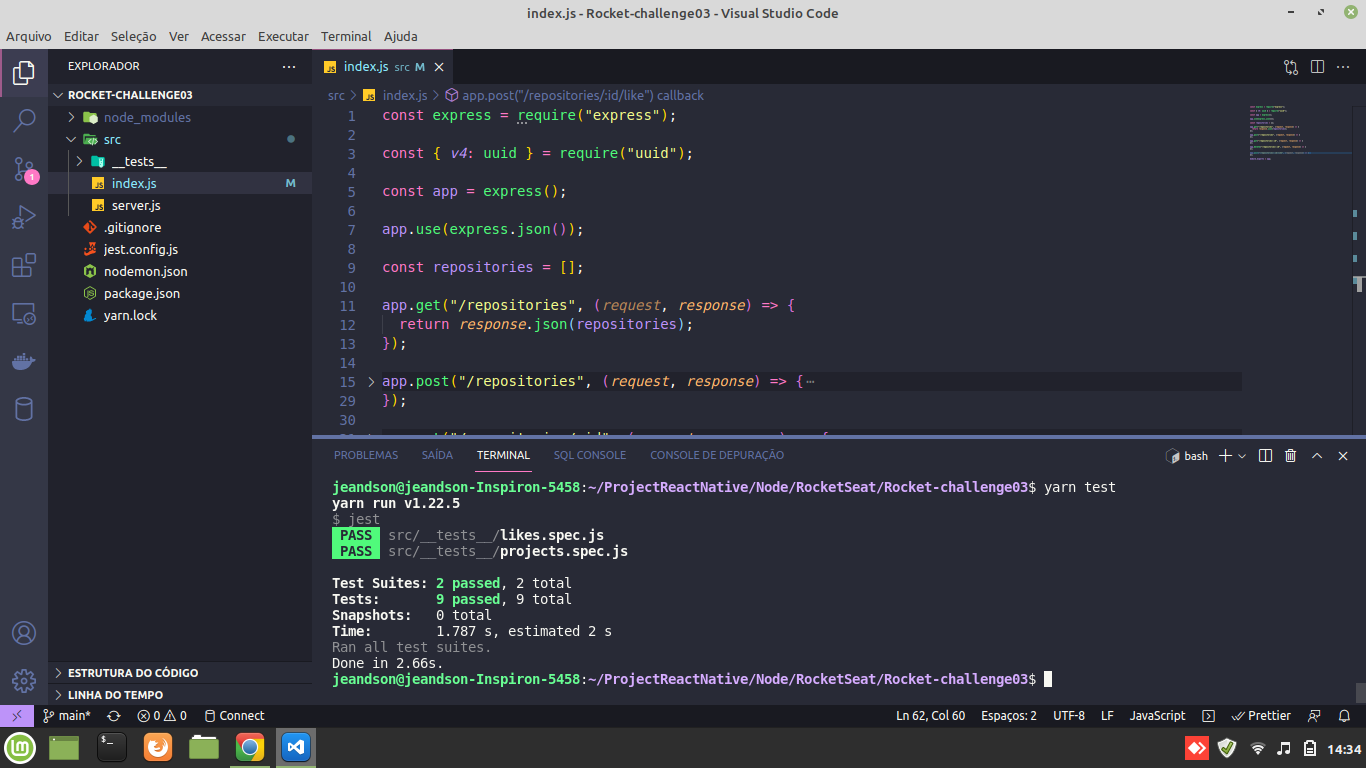 index.js - Rocket-challenge03 - Visual Studio Code
Arquivo Editar Seleção Ver Acessar Executar Terminal Ajuda
EXPLORADOR
index.js src M
ROCKET-CHALLENGE03
node_modules
src
__tests__
index.js M
server.js
.gitignore
jest.config.js
nodemon.json
package.json
yarn.lock
ESTRUTURA DO CÓDIGO
LINHA DO TEMPO
1
src > index.js > app.post("/repositories/:id/like") callback
1 const express = require("express");
2
3 const { v4: uuid } = require("uuid");
4
5 const app = express();
6
7 app.use(express.json());
8
9 const repositories = [];
10
11 app.get("/repositories", (request, response) => {
12 return response.json(repositories);
13 });
14
15 app.post("/repositories", (request, response) => {…
29 });
30
PROBLEMAS SAÍDA TERMINAL SQL CONSOLE CONSOLE DE DEPURAÇÃO
bash
jeandson@jeandson-Inspiron-5458:~/ProjectReactNative/Node/RocketSeat/Rocket-challenge03$ yarn test
yarn run v1.22.5
$ jest
PASS src/__tests__/likes.spec.js
PASS src/__tests__/projects.spec.js
Test Suites: 2 passed, 2 total
Tests: 9 passed, 9 total
Snapshots: 0 total
Time: 1.787 s, estimated 2 s
Ran all test suites.
Done in 2.66s.
jeandson@jeandson-Inspiron-5458:~/ProjectReactNative/Node/RocketSeat/Rocket-challenge03$
main* 0 0 Connect
Ln 62, Col 60 Espaços: 2 UTF-8 LF JavaScript Prettier
14:34